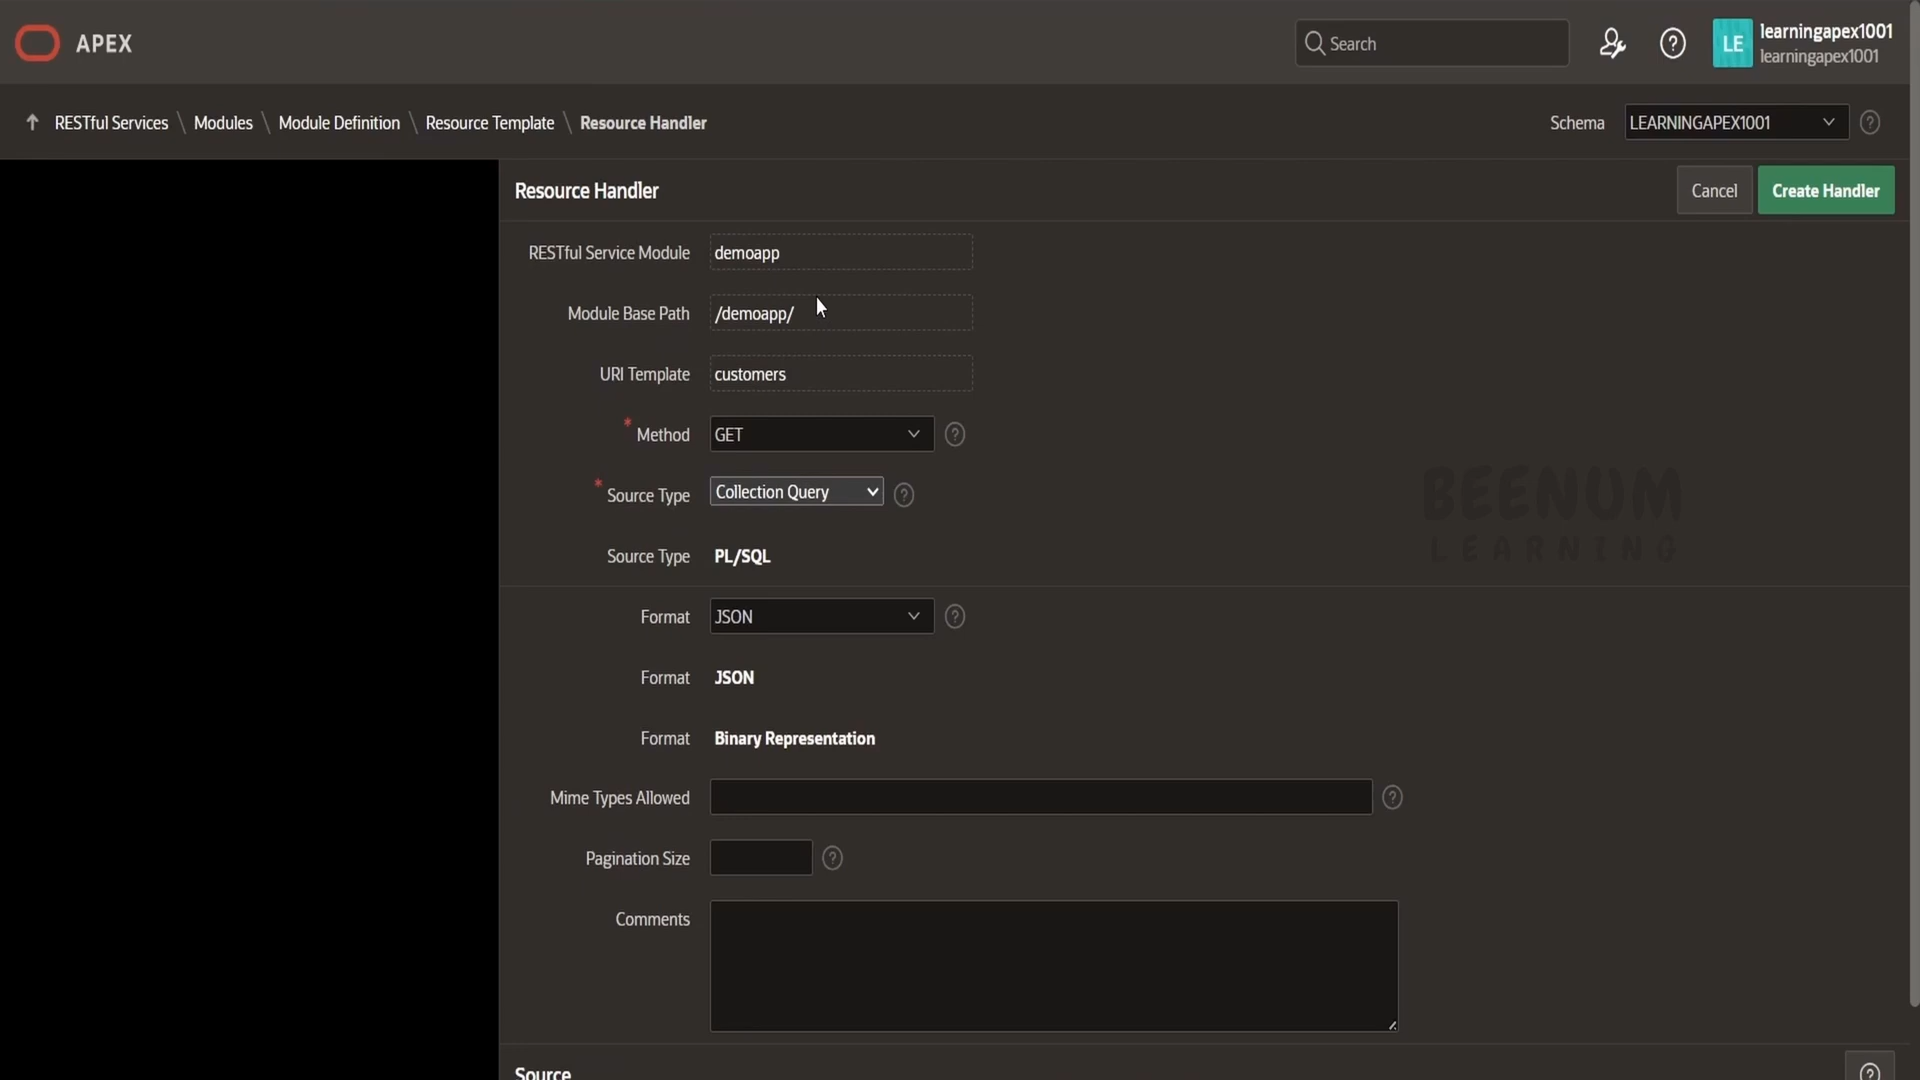 APEX
Search
LE
learningapex1001
learningapex1001
RESTful Services \ Modules \ Module Definition \ Resource Template \ Resource Handler
Schema LEARNINGAPEX1001
Resource Handler
Cancel
Create Handler
RESTful Service Module demoapp
Module Base Path /demoapp/
URI Template customers
* Method GET
* Source Type Collection Query
Source Type PL/SQL
Format JSON
Format JSON
Format Binary Representation
Mime Types Allowed
Pagination Size
Comments
BEENUM
LEARNING
Source